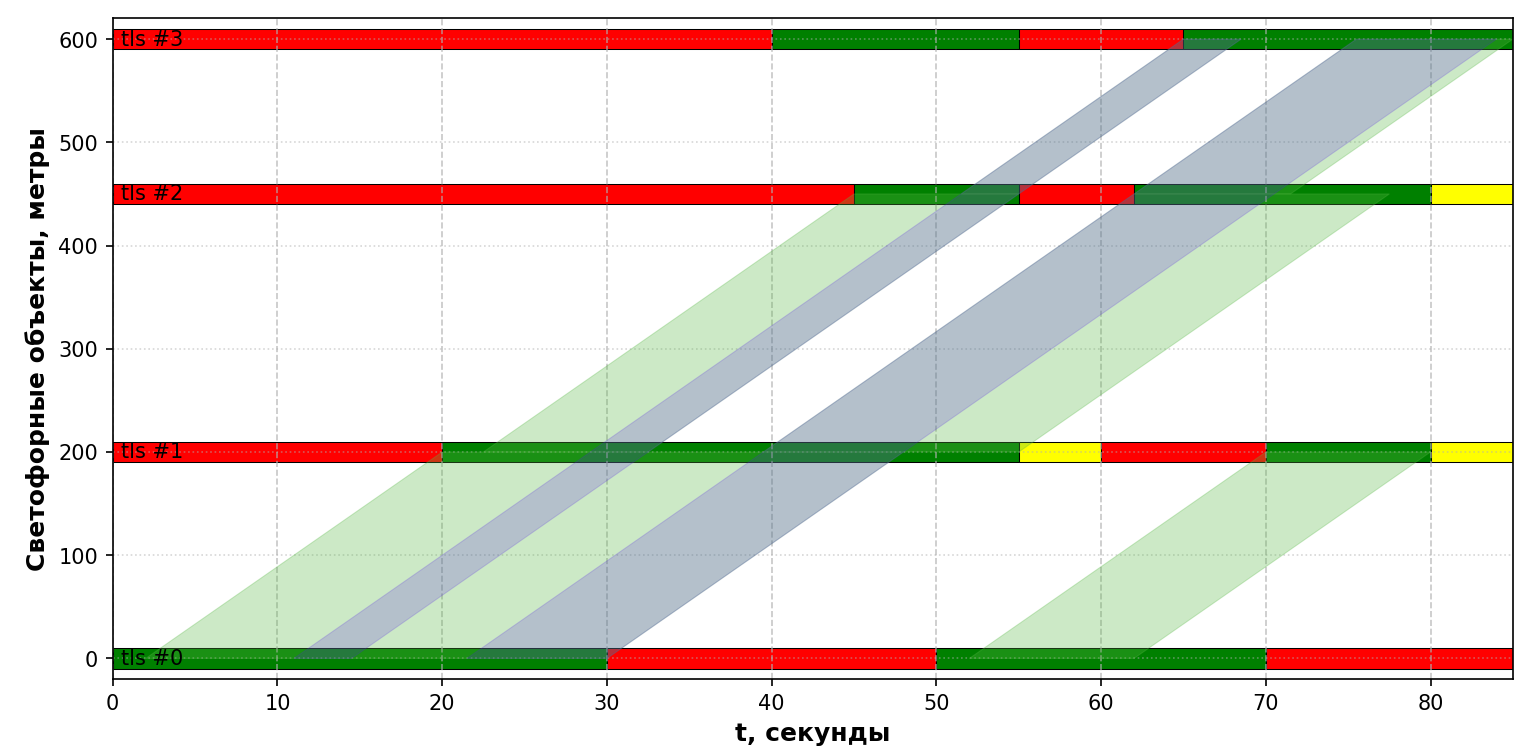 Светофорные объекты, метры
600
500
400
300
200
100
0
tls #3
tls #2
tls #1
tls #0
0 10 20 30 40 50 60 70 80
t, секунды